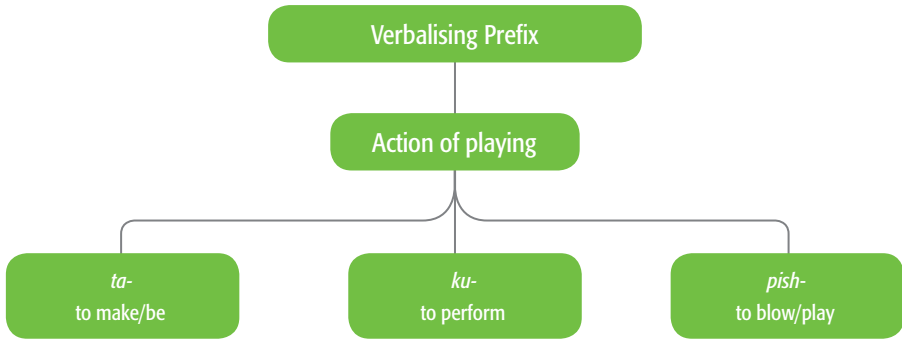 Verbalising Prefix
Action of playing
ta-
to make/be
ku-
to perform
pish-
to blow/play